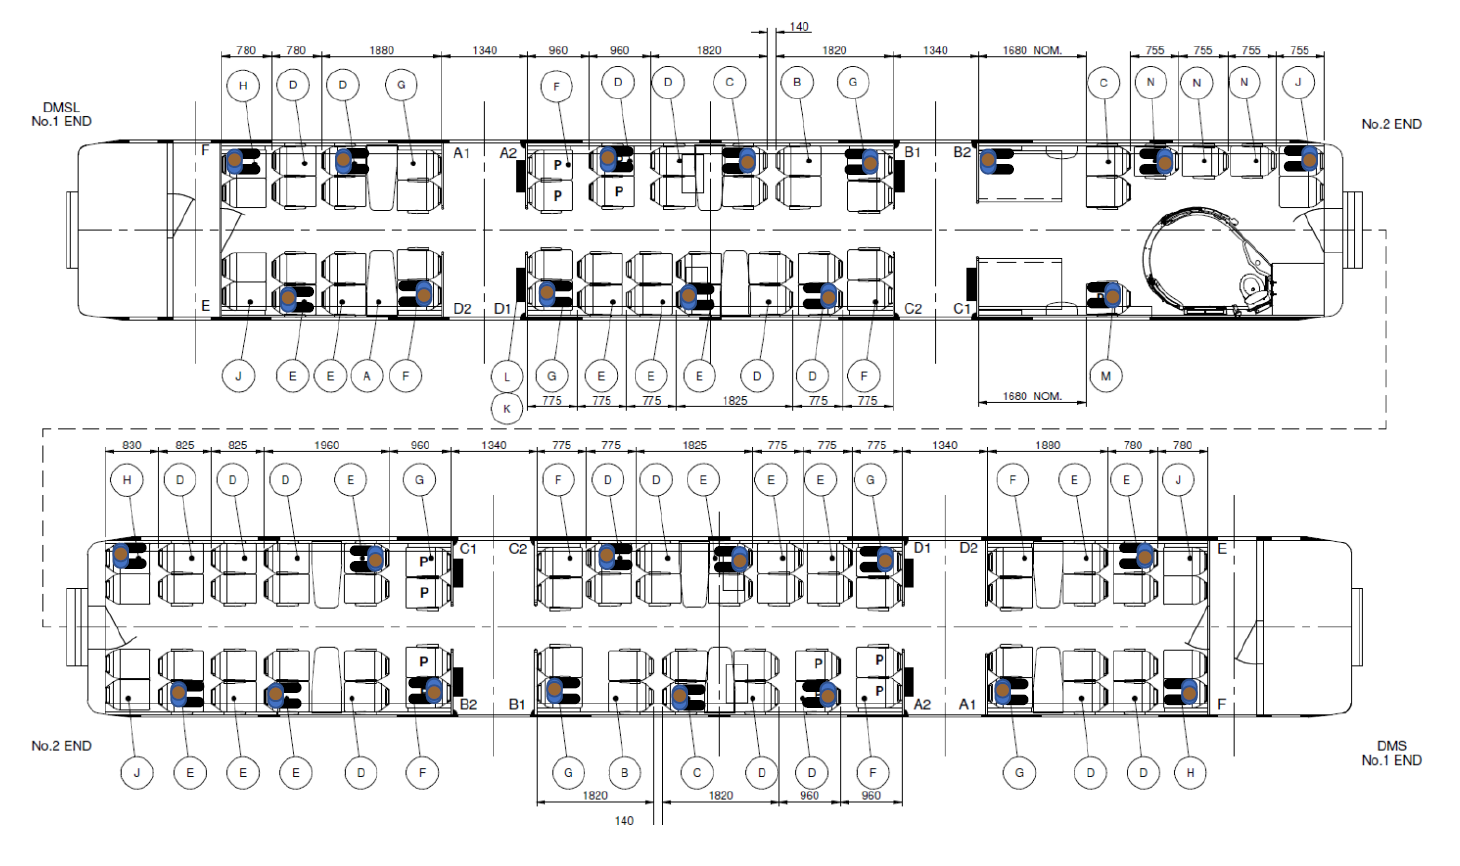 140
780 780 1880 1340 960 960 1820 1820 1340 1680 NOM. 755 755 755 755
H D D G F D D C B G C N N N J
DMSL
No.1 END
No.2 END
F A1 A2 B1 B2
P P
P
E D2 D1 C2 C1
J E E A F L G E E E D D F M
K
775 775 775 1825 775 775
1680 NOM.
830 825 825 1960 960 1340 775 775 1825 775 775 775 1340 1880 780 780
H D D D E G F D D E E E G F E E J
C1 C2 D1 D2 E
P
P
P P P
P
B2 B1 A2 A1 F
No.2 END
DMS
No.1 END
J E E E D F G B C D D F G D D H
1820 1820 960 960
140